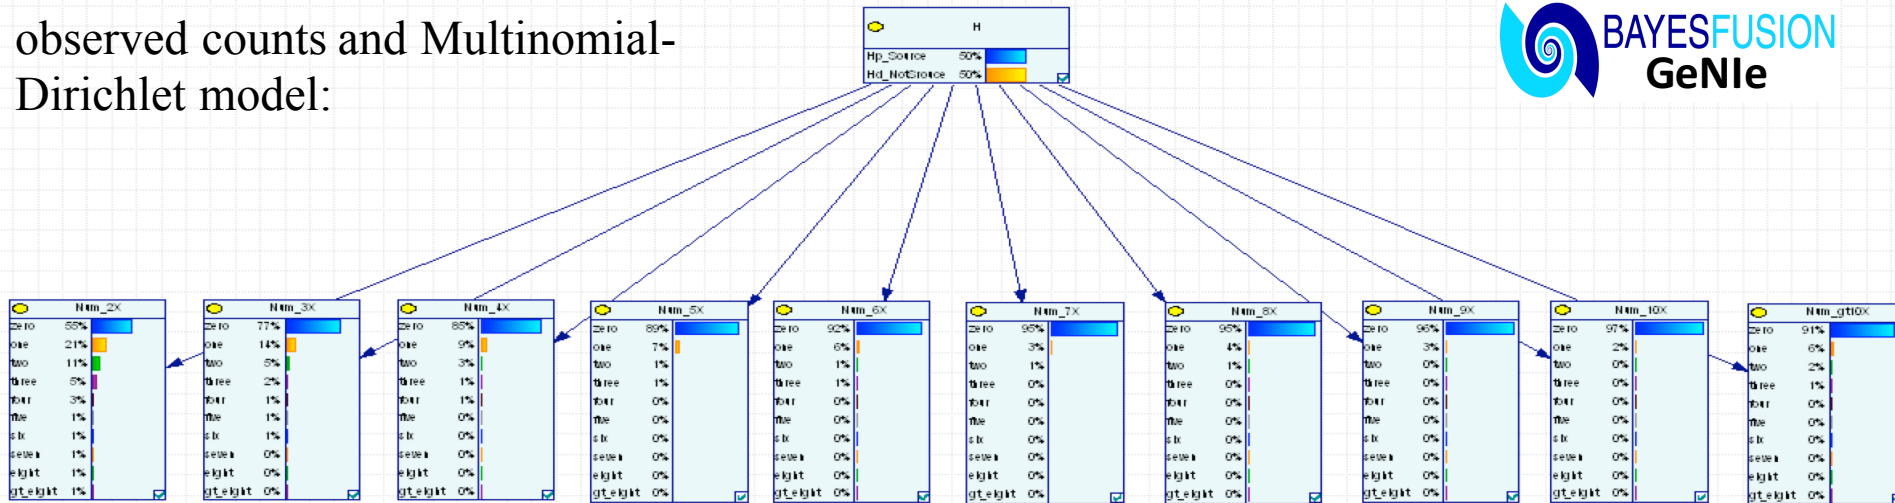 observed counts and Multinomial-
Dirichlet model:
BAYESFUSION
GeNIe
H
Hp_Source 50%
Hd_NotSrouce 50%
Num_2X
zero 55%
one 21%
two 11%
three 5%
four 3%
five 1%
six 1%
seven 1%
eight 1%
gt_eight 1%
Num_3X
zero 77%
one 14%
two 5%
three 2%
four 1%
five 1%
six 1%
seven 0%
eight 0%
gt_eight 0%
Num_4X
zero 85%
one 9%
two 3%
three 1%
four 1%
five 0%
six 0%
seven 0%
eight 0%
gt_eight 0%
Num_5X
zero 89%
one 7%
two 1%
three 1%
four 0%
five 0%
six 0%
seven 0%
eight 0%
gt_eight 0%
Num_6X
zero 92%
one 6%
two 1%
three 1%
four 0%
five 0%
six 0%
seven 0%
eight 0%
gt_eight 0%
Num_7X
zero 95%
one 3%
two 1%
three 0%
four 0%
five 0%
six 0%
seven 0%
eight 0%
gt_eight 0%
Num_8X
zero 95%
one 4%
two 1%
three 0%
four 0%
five 0%
six 0%
seven 0%
eight 0%
gt_eight 0%
Num_9X
zero 96%
one 3%
two 0%
three 0%
four 0%
five 0%
six 0%
seven 0%
eight 0%
gt_eight 0%
Num_10X
zero 97%
one 2%
two 0%
three 0%
four 0%
five 0%
six 0%
seven 0%
eight 0%
gt_eight 0%
Num_gt10X
zero 91%
one 6%
two 2%
three 1%
four 0%
five 0%
six 0%
seven 0%
eight 0%
gt_eight 0%